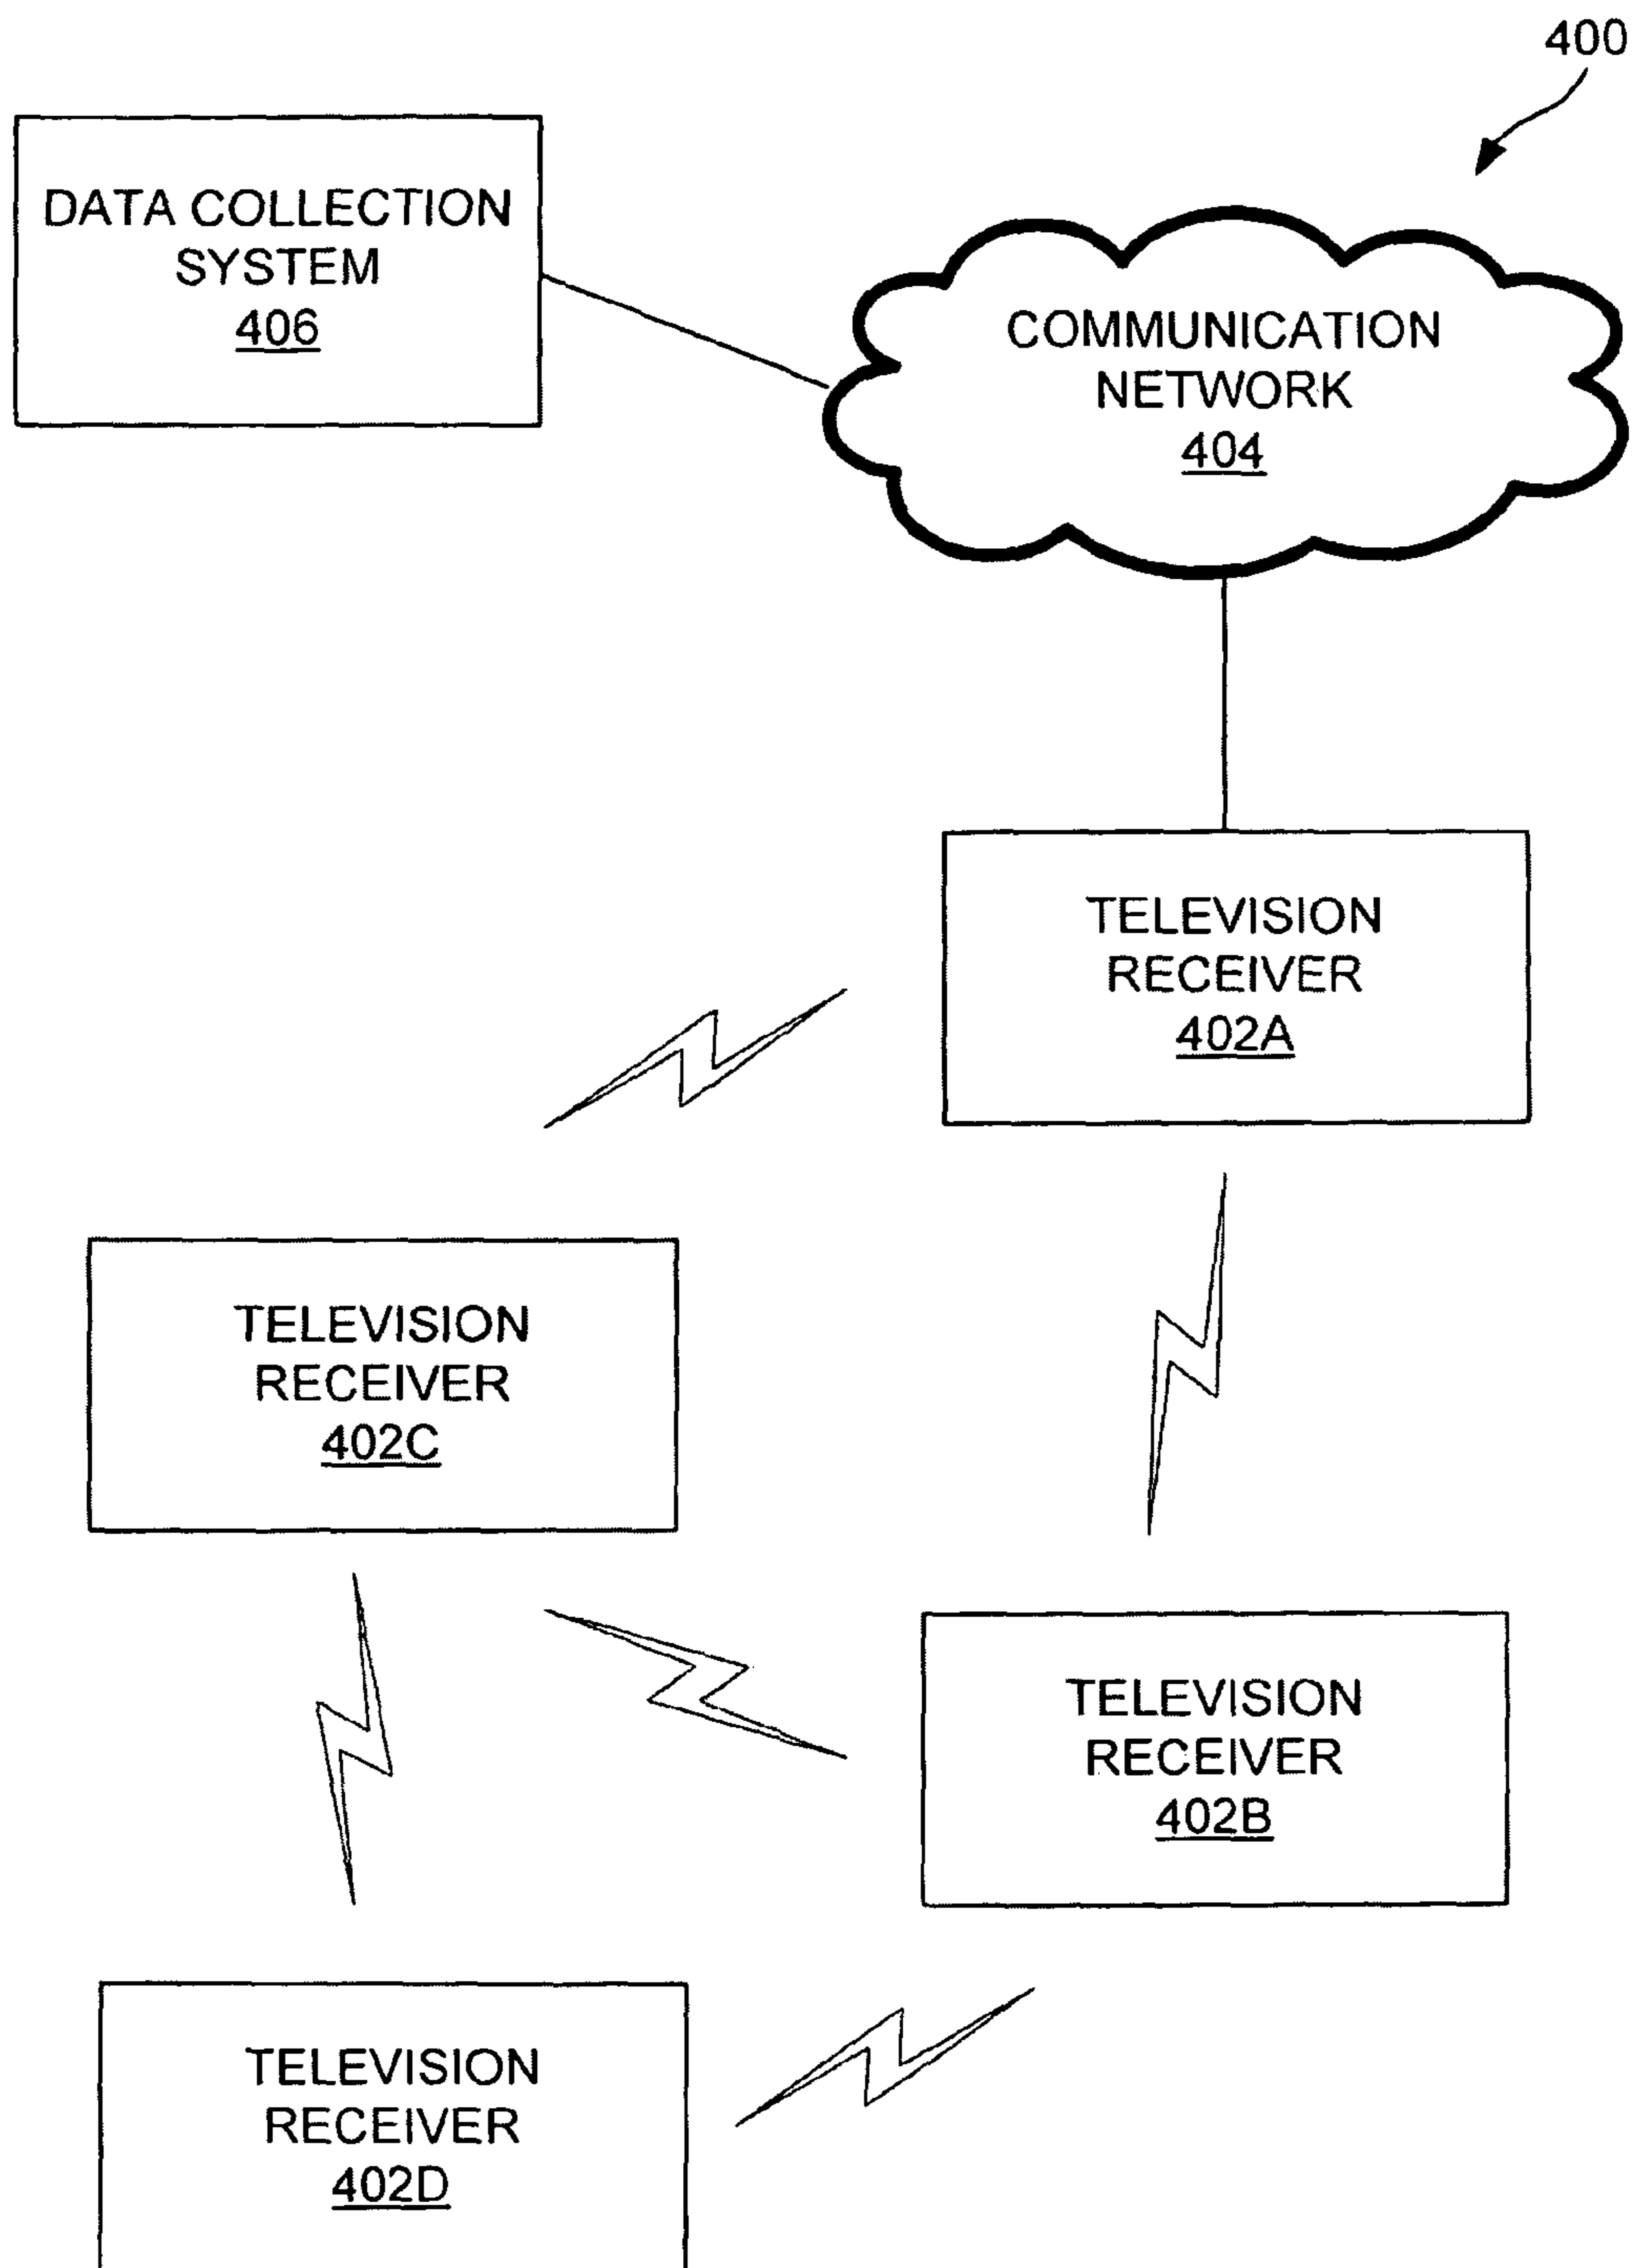 400
DATA COLLECTION
SYSTEM
406
COMMUNICATION
NETWORK
404
TELEVISION
RECEIVER
402A
TELEVISION
RECEIVER
402C
TELEVISION
RECEIVER
402B
TELEVISION
RECEIVER
402D